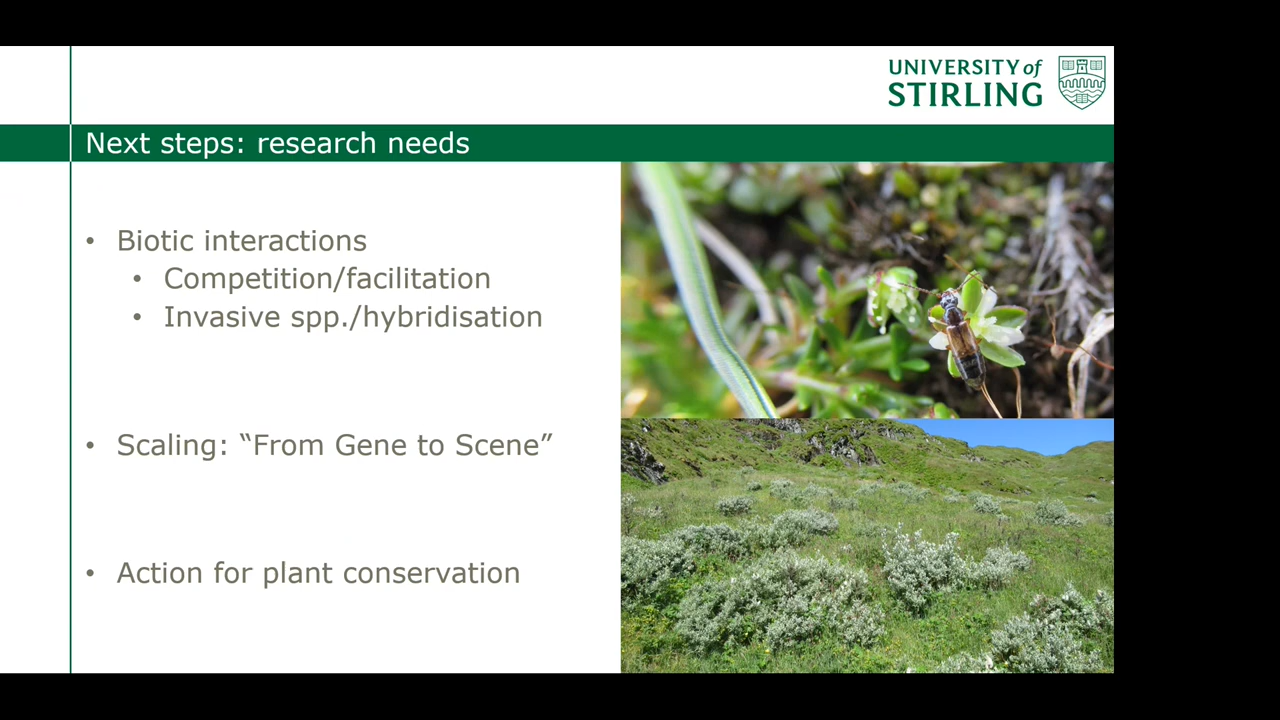 UNIVERSITY of
STIRLING
Next steps: research needs
• Biotic interactions
• Competition/facilitation
• Invasive spp./hybridisation
• Scaling: “From Gene to Scene”
• Action for plant conservation